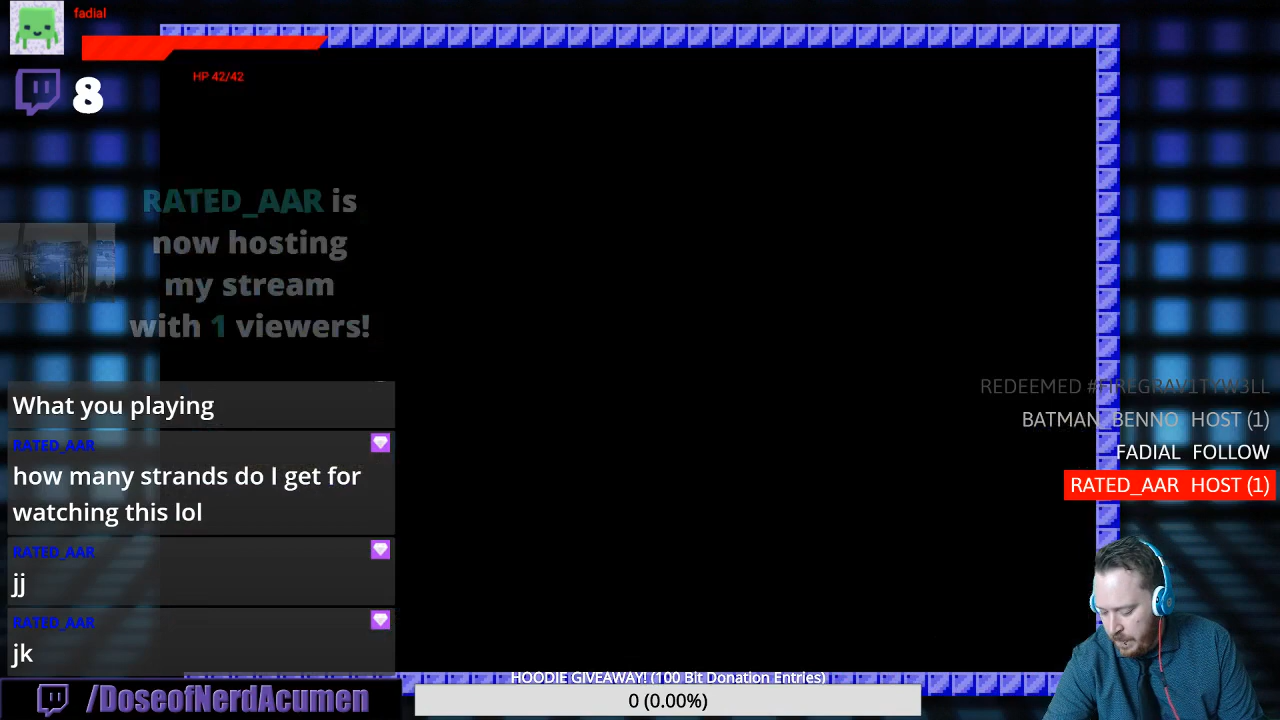 fadial
HP 42/42
8
RATED_AAR is
now hosting
my stream
with 1 viewers!
What you playing
RATED_AAR
how many strands do I get for
watching this lol
RATED_AAR
jj
RATED_AAR
jk
/DoseofNerdAcumen
HOODIE GIVEAWAY! (100 Bit Donation Entries)
0 (0.00%)
REDEEMED #FIREGRAV1TYW3LL
BATMAN_BENNO HOST (1)
FADIAL FOLLOW
RATED_AAR HOST (1)